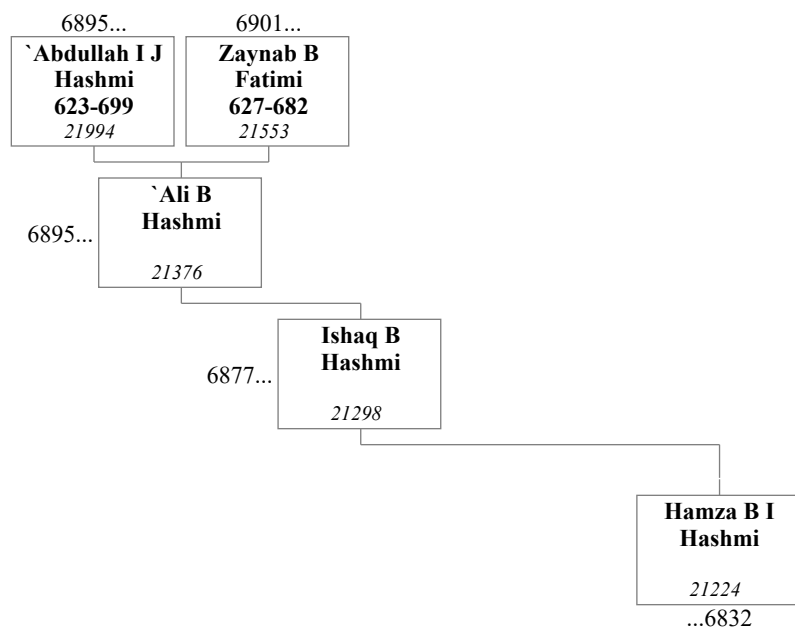 6895...
6901...
`Abdullah I J
Hashmi
623-699
21994
Zaynab B
Fatimi
627-682
21553
6895...
`Ali B
Hashmi
21376
6877...
Ishaq B
Hashmi
21298
Hamza B I
Hashmi
21224
...6832